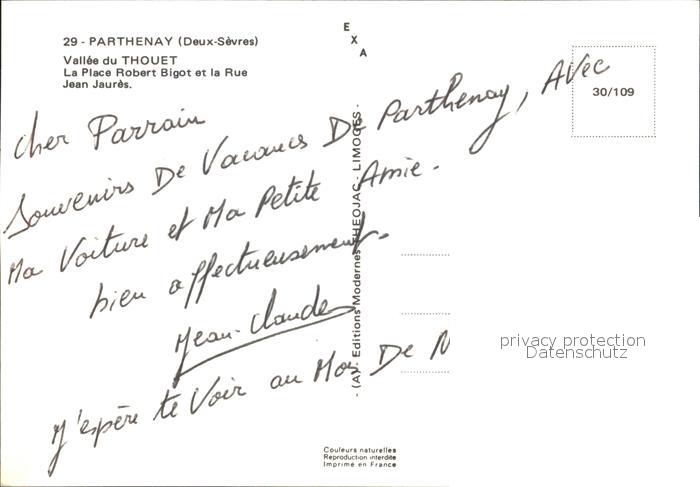 29 - PARTHENAY (Deux-Sèvres)
Vallée du THOUET
La Place Robert Bigot et la Rue
Jean Jaurès.
EXA
30/109
Cher Parrain
Souvenirs De Vacances De Parthenay, Avec
Ma Voiture et Ma Petite Amie.
bien affectueusement.
Jean-Claude
J'espère te Voir au Mois De N
- Editions Modernes THEOJAC - LIMOGES -
privacy protection
Datenschutz
Couleurs naturelles
Reproduction interdite
Imprimé en France